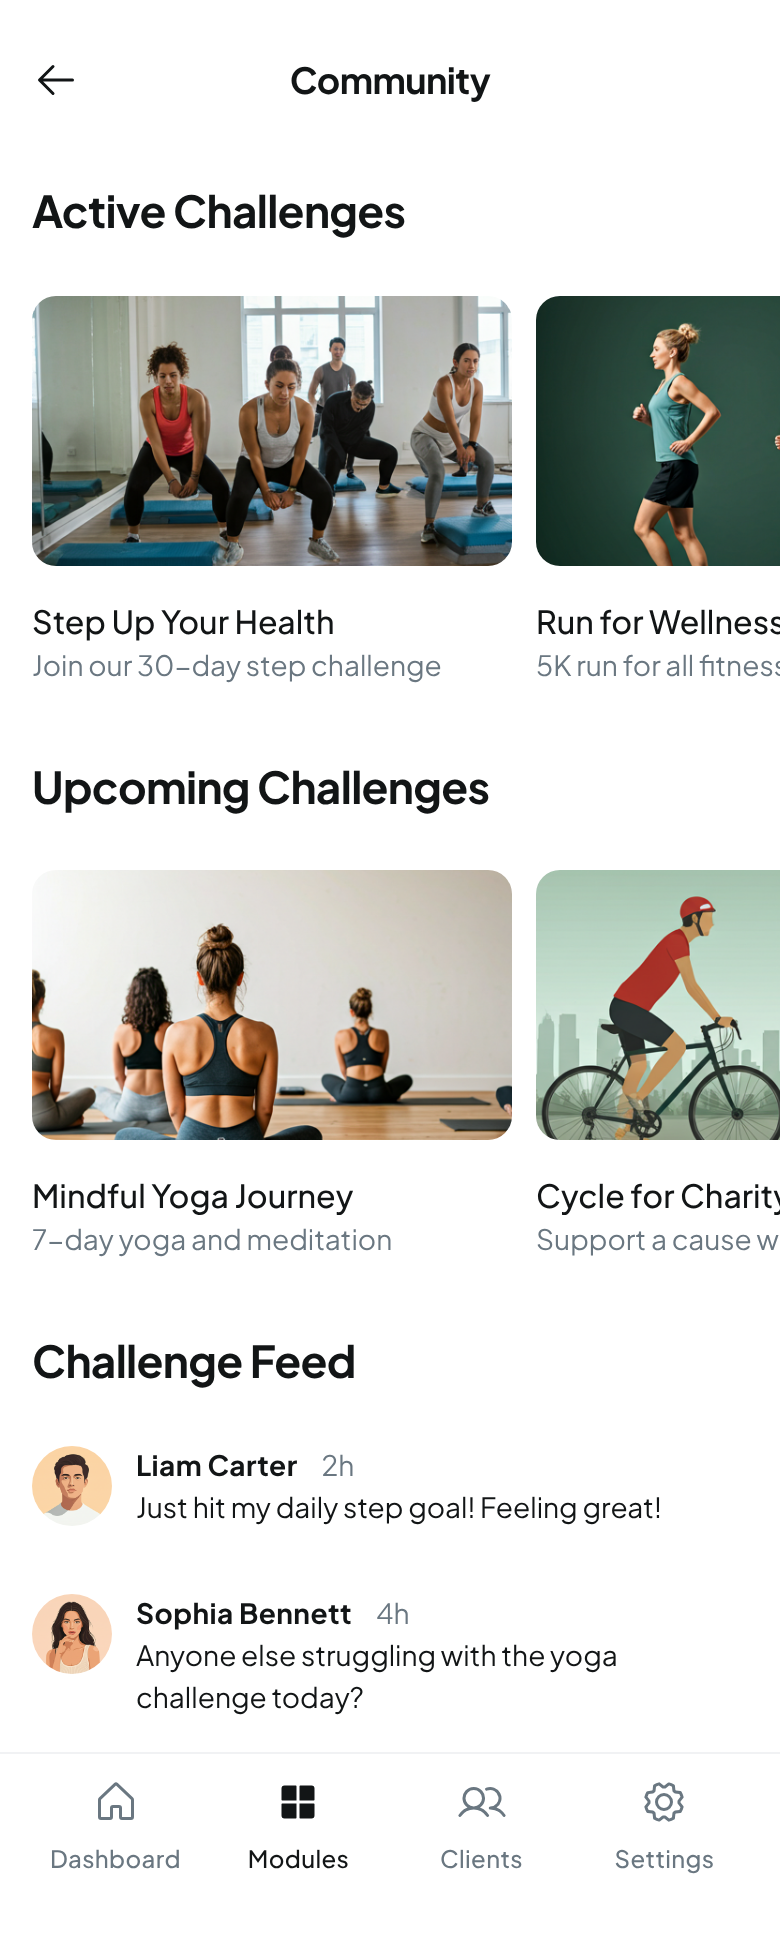 Community
Active Challenges
Step Up Your Health
Join our 30-day step challenge
Run for Wellness
5K run for all fitness
Upcoming Challenges
Mindful Yoga Journey
7-day yoga and meditation
Cycle for Charity
Support a cause w
Challenge Feed
Liam Carter 2h
Just hit my daily step goal! Feeling great!
Sophia Bennett 4h
Anyone else struggling with the yoga
challenge today?
Dashboard
Modules
Clients
Settings